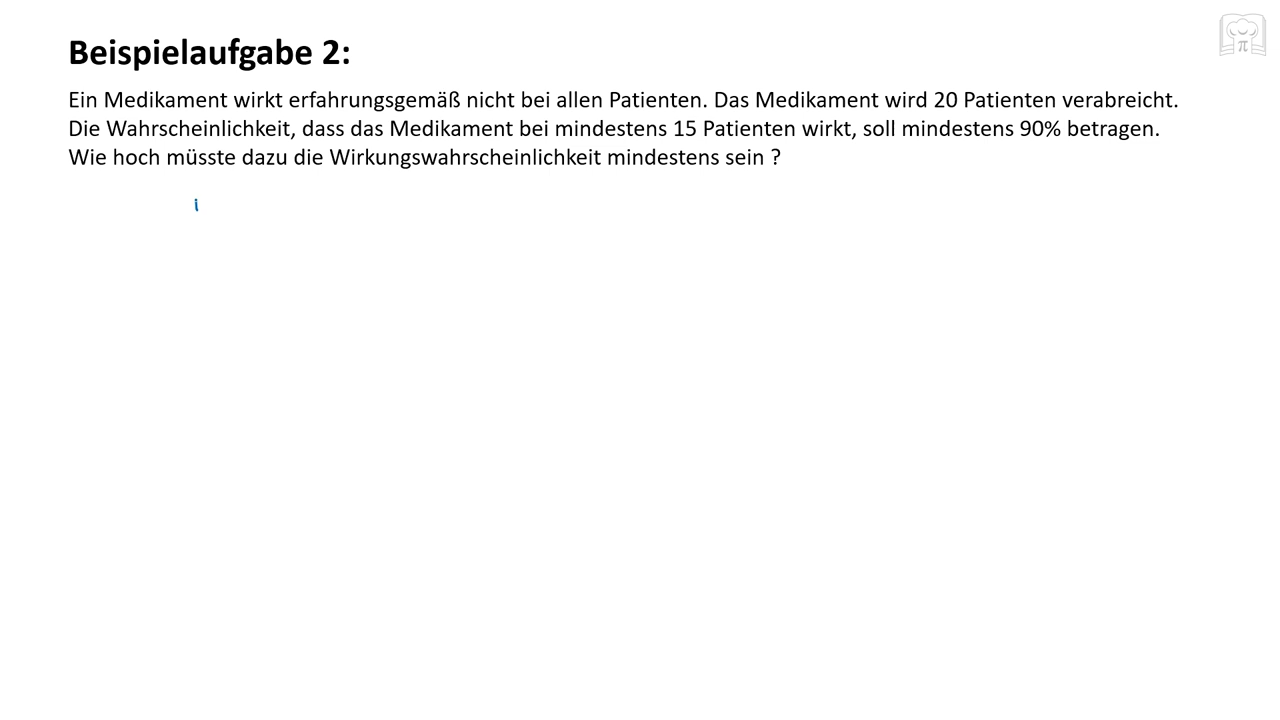 Beispielaufgabe 2:
Ein Medikament wirkt erfahrungsgemäß nicht bei allen Patienten. Das Medikament wird 20 Patienten verabreicht.
Die Wahrscheinlichkeit, dass das Medikament bei mindestens 15 Patienten wirkt, soll mindestens 90% betragen.
Wie hoch müsste dazu die Wirkungswahrscheinlichkeit mindestens sein ?
i
π